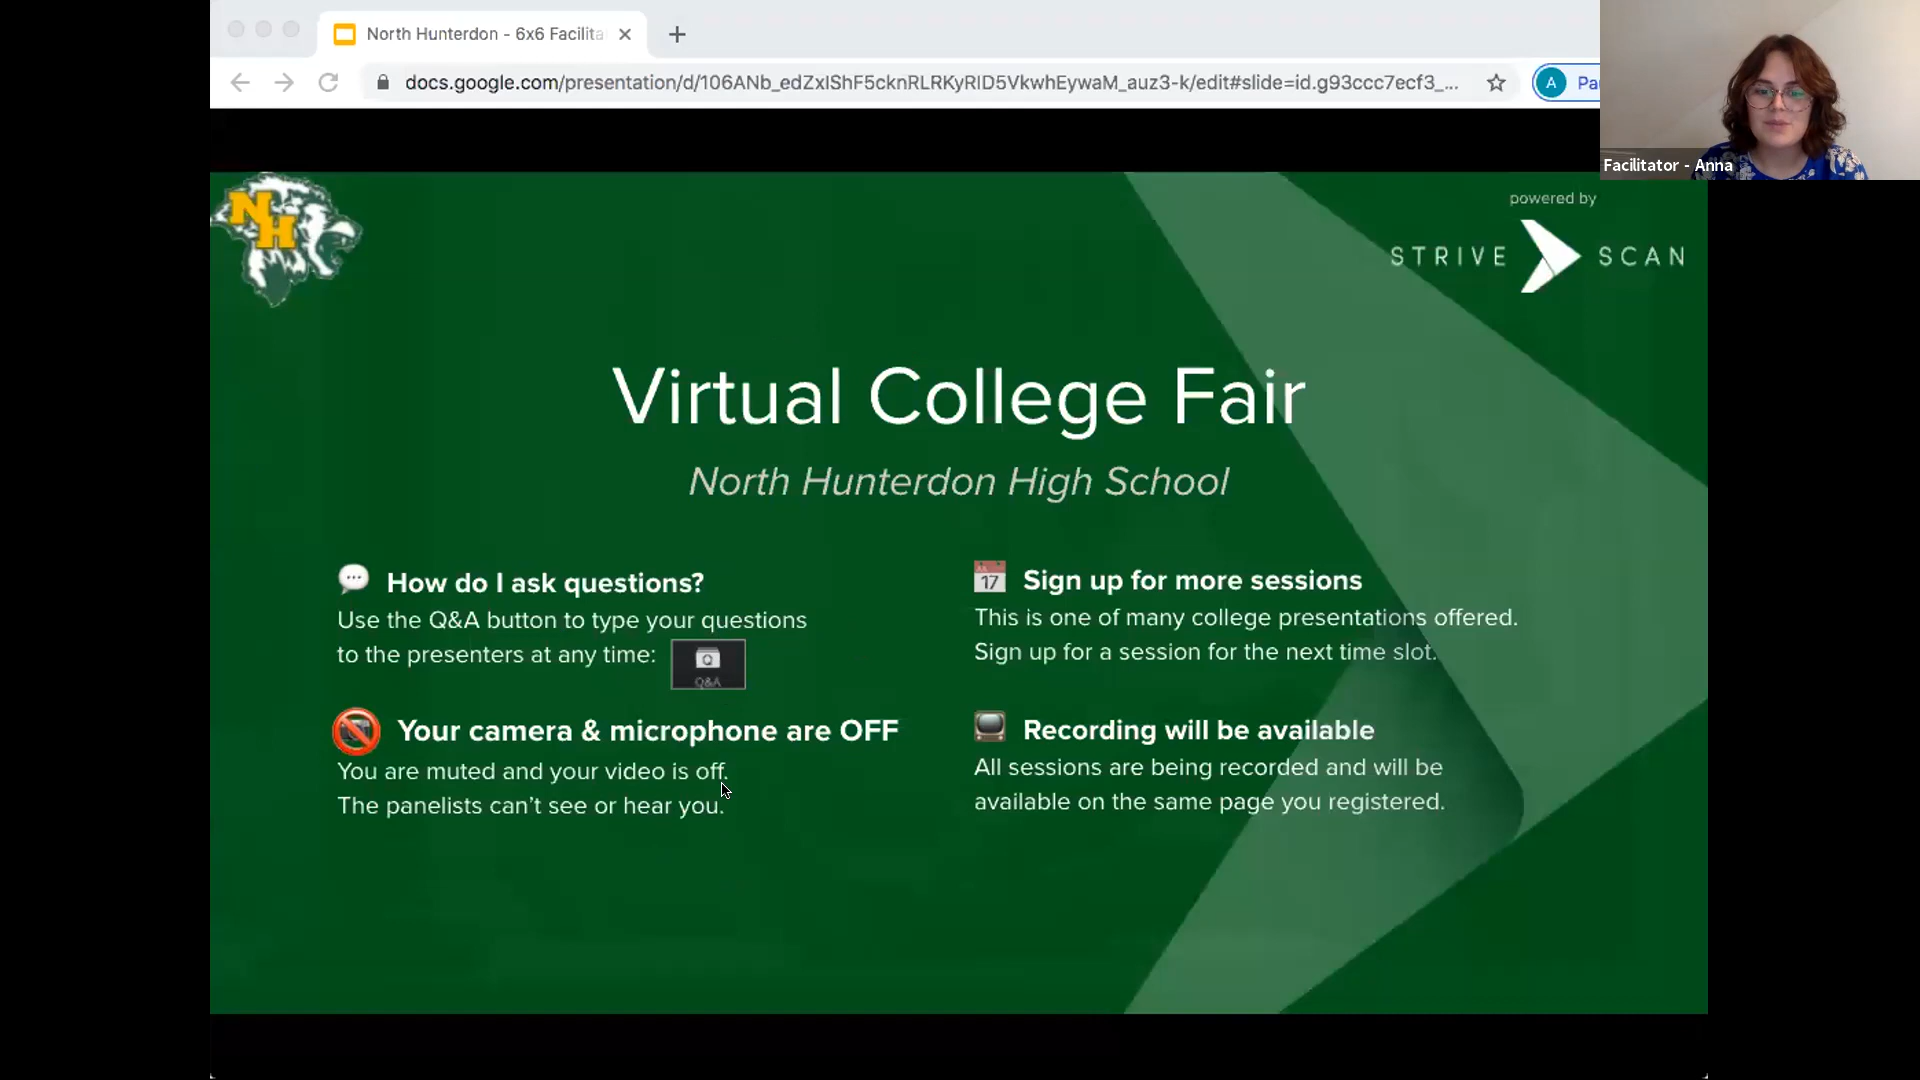 North Hunterdon - 6x6 Facilita
docs.google.com/presentation/d/106ANb_edZxIShF5cknRLRKyRID5VkwhEywaM_auz3-k/edit#slide=id.g93ccc7ecf3_...
A Pa
Facilitator - Anna
NH
powered by
STRIVE SCAN
Virtual College Fair
North Hunterdon High School
How do I ask questions?
Use the Q&A button to type your questions
to the presenters at any time:
Q
Q&A
Your camera & microphone are OFF
You are muted and your video is off.
The panelists can’t see or hear you.
17
Sign up for more sessions
This is one of many college presentations offered.
Sign up for a session for the next time slot.
Recording will be available
All sessions are being recorded and will be
available on the same page you registered.